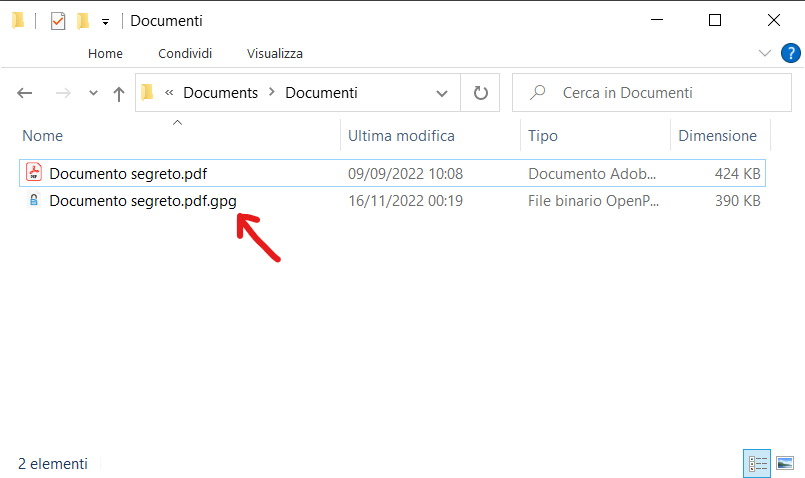 Documenti
Home Condividi Visualizza
« Documents > Documenti Cerca in Documenti
Nome Ultima modifica Tipo Dimensione
Documento segreto.pdf 09/09/2022 10:08 Documento Adob... 424 KB
Documento segreto.pdf.gpg 16/11/2022 00:19 File binario OpenP... 390 KB
2 elementi